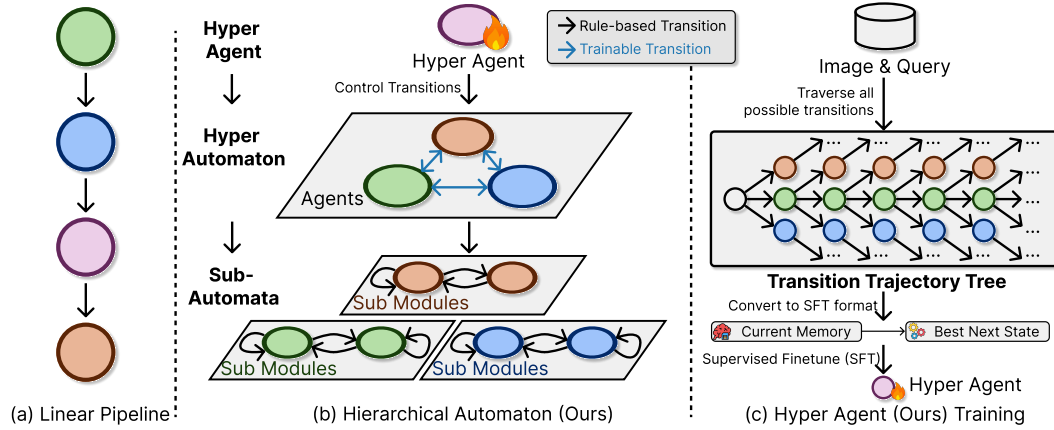 Hyper
Agent
Hyper
Automaton
Sub-
Automata
(a) Linear Pipeline
Hyper Agent
Control Transitions
Agents
Sub Modules
Sub Modules
Sub Modules
(b) Hierarchical Automaton (Ours)
Rule-based Transition
Trainable Transition
Image & Query
Traverse all
possible transitions
... ... ... ... ...
...
...
... ... ... ... ...
Transition Trajectory Tree
Convert to SFT format
Current Memory
Best Next State
Supervised Finetune (SFT)
Hyper Agent
(c) Hyper Agent (Ours) Training